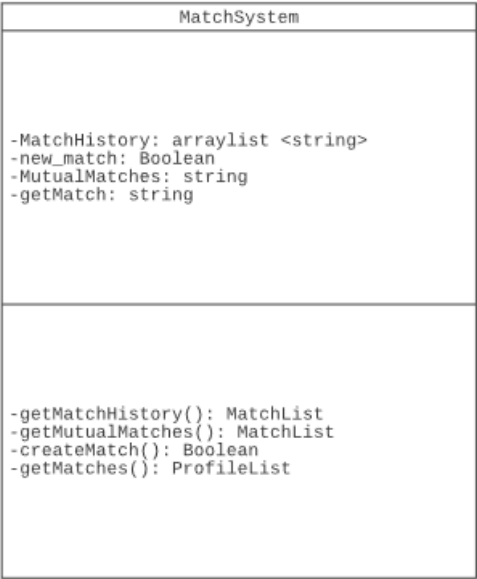 MatchSystem
-MatchHistory: arraylist <string>
-new_match: Boolean
-MutualMatches: string
-getMatch: string
-getMatchHistory(): MatchList
-getMutualMatches(): MatchList
-createMatch(): Boolean
-getMatches(): ProfileList